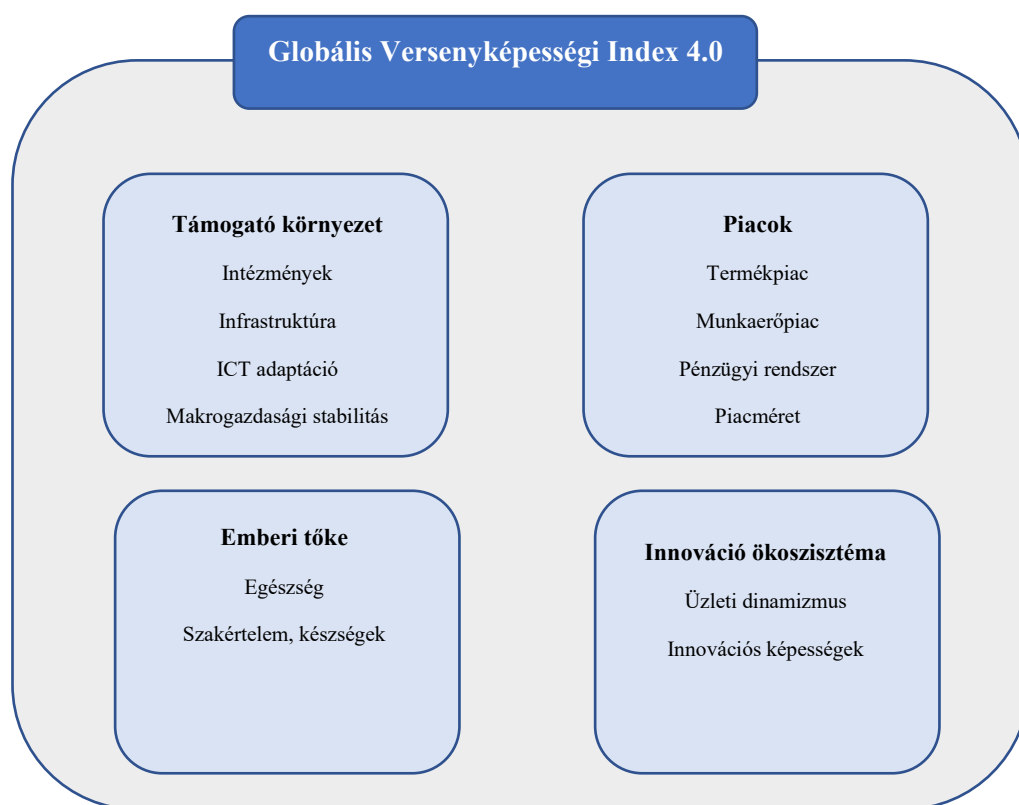 Globális Versenyképességi Index 4.0
Támogató környezet
Intézmények
Infrastruktúra
ICT adaptáció
Makrogazdasági stabilitás
Piacok
Termékpiac
Munkaerőpiac
Pénzügyi rendszer
Piacméret
Emberi tőke
Egészség
Szakértelem, készségek
Innováció ökoszisztéma
Üzleti dinamizmus
Innovációs képességek